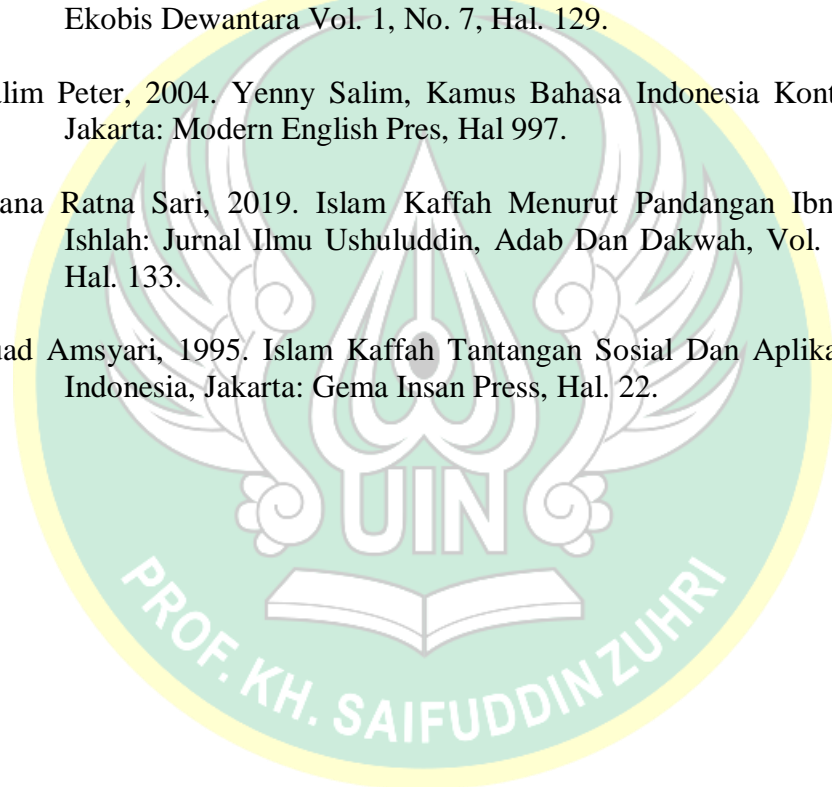 Ekobis Dewantara Vol. 1, No. 7, Hal. 129.
alim Peter, 2004. Yenny Salim, Kamus Bahasa Indonesia Kont
Jakarta: Modern English Pres, Hal 997.
ana Ratna Sari, 2019. Islam Kaffah Menurut Pandangan Ibn
Ishlah: Jurnal Ilmu Ushuluddin, Adab Dan Dakwah, Vol.
Hal. 133.
uad Amsyari, 1995. Islam Kaffah Tantangan Sosial Dan Aplika
Indonesia, Jakarta: Gema Insan Press, Hal. 22.
UIN
PROF. KH. SAIFUDDIN ZUHRI